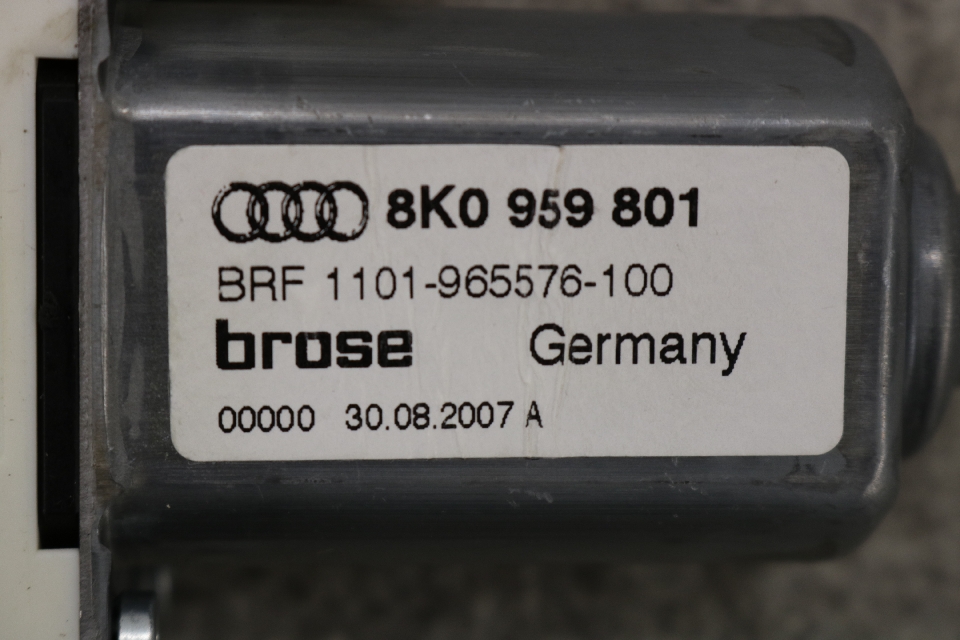 8K0 959 801
BRF 1101-965576-100
brose Germany
00000 30.08.2007 A